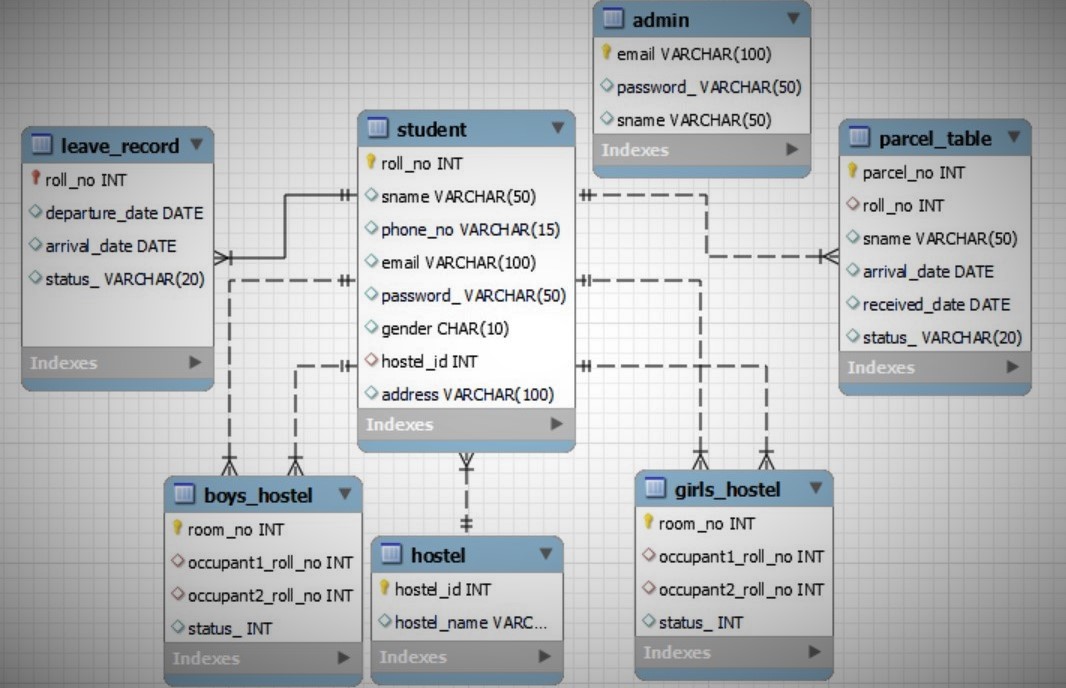 admin
email VARCHAR(100)
password_ VARCHAR(50)
sname VARCHAR(50)
Indexes
leave_record
roll_no INT
departure_date DATE
arrival_date DATE
status_ VARCHAR(20)
Indexes
student
roll_no INT
sname VARCHAR(50)
phone_no VARCHAR(15)
email VARCHAR(100)
password_ VARCHAR(50)
gender CHAR(10)
hostel_id INT
address VARCHAR(100)
Indexes
parcel_table
parcel_no INT
roll_no INT
sname VARCHAR(50)
arrival_date DATE
received_date DATE
status_ VARCHAR(20)
Indexes
boys_hostel
room_no INT
occupant1_roll_no INT
occupant2_roll_no INT
status_ INT
Indexes
hostel
hostel_id INT
hostel_name VARC...
Indexes
girls_hostel
room_no INT
occupant1_roll_no INT
occupant2_roll_no INT
status_ INT
Indexes